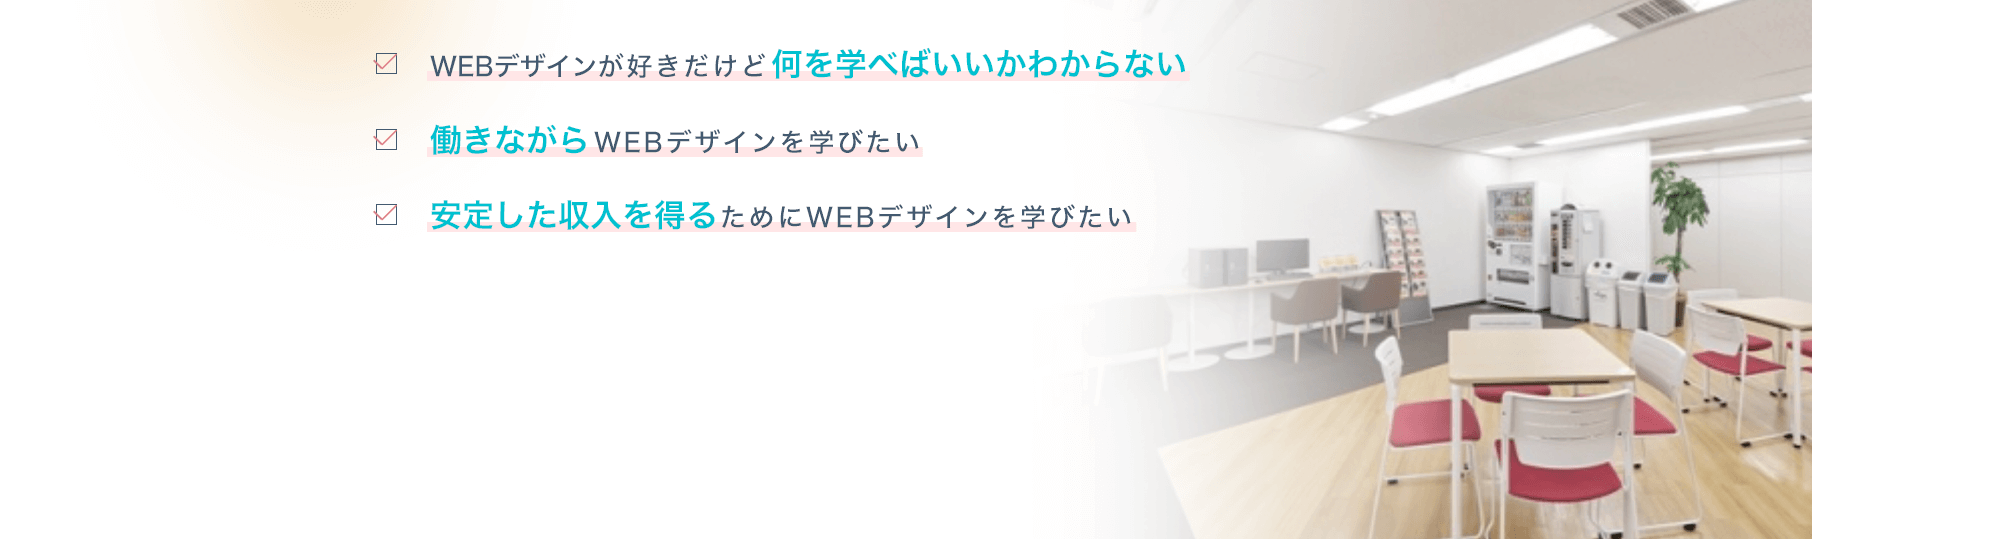 WEBデザインが好きだけど何を学べばいいかわからない
働きながらWEBデザインを学びたい
安定した収入を得るためにWEBデザインを学びたい